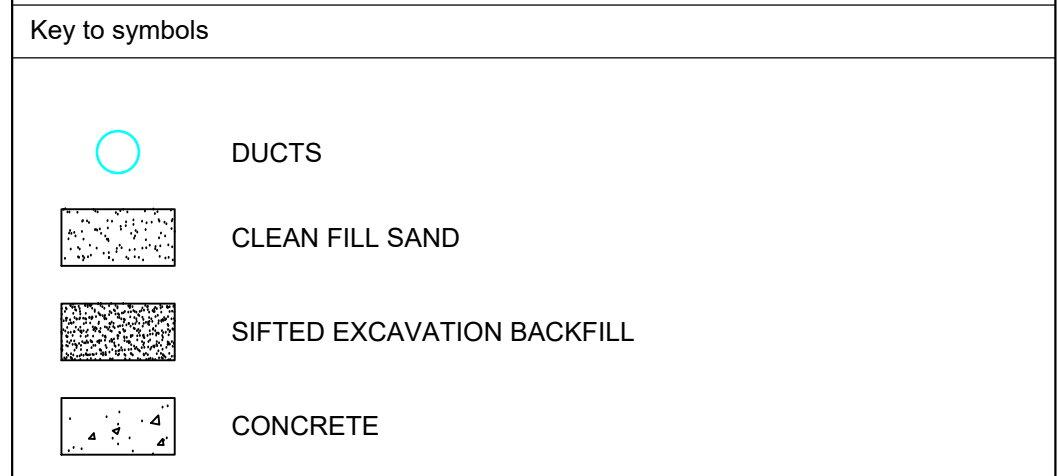 Key to symbols
DUCTS
CLEAN FILL SAND
SIFTED EXCAVATION BACKFILL
CONCRETE